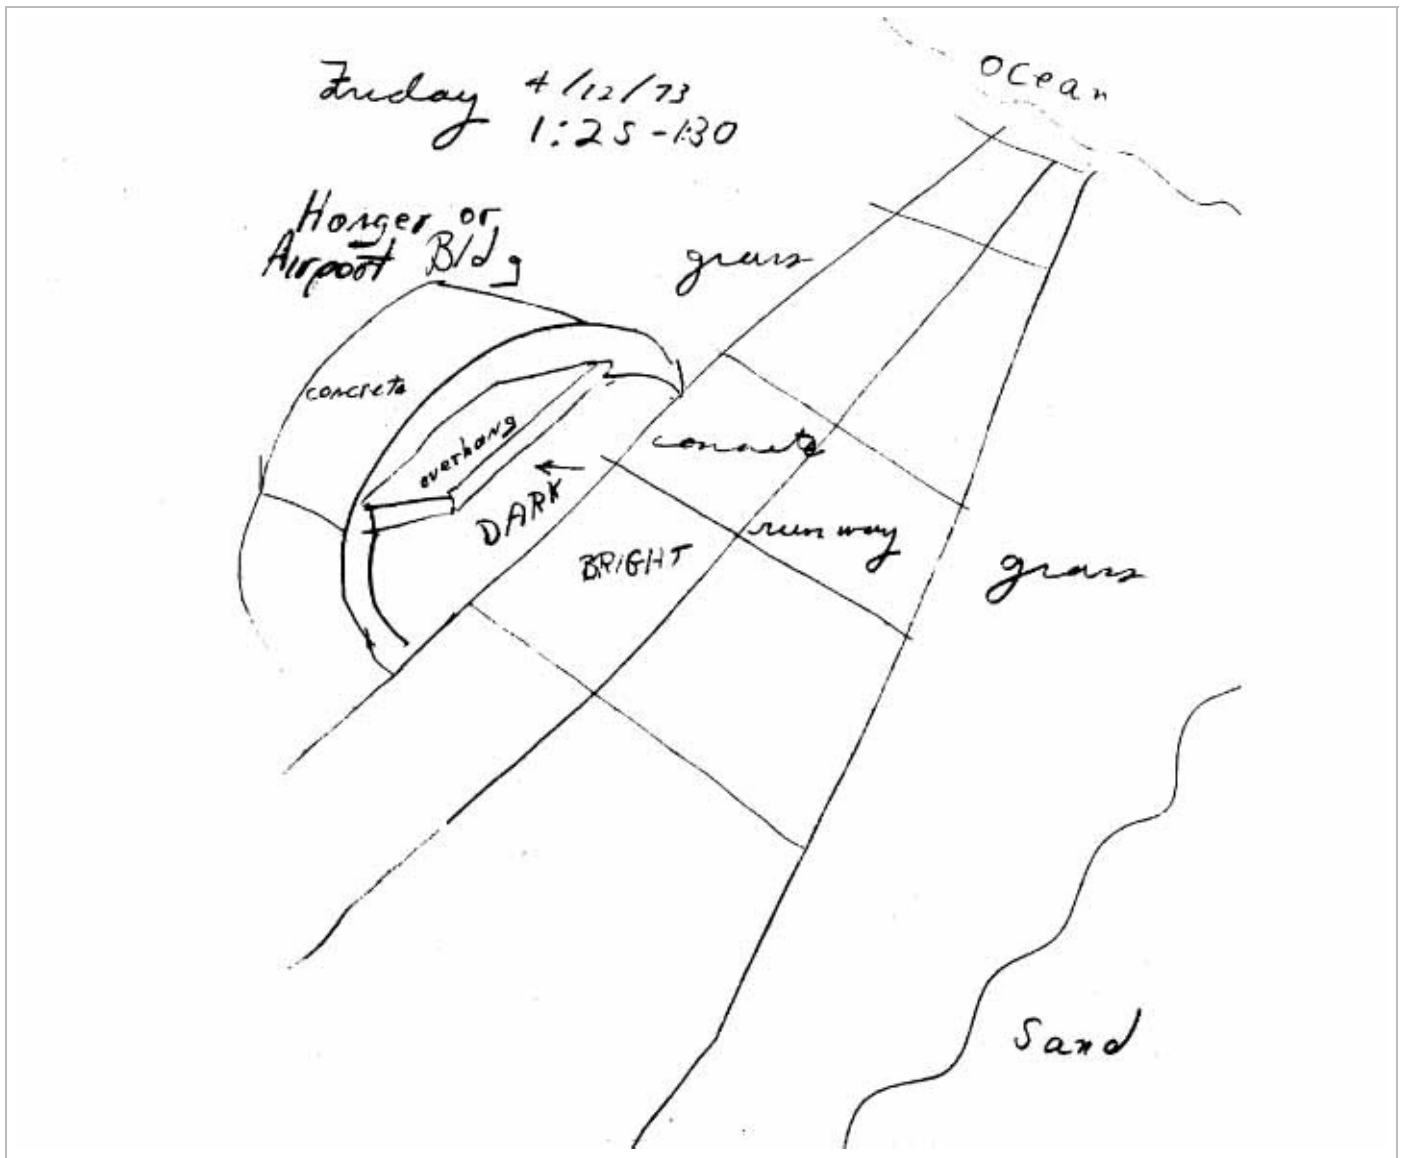 Friday 4/12/73
1:25-1:30
ocean
Hanger or
Airport Bldg
grass
concrete
overhang
concrete
DARK
BRIGHT
runway
grass
Sand